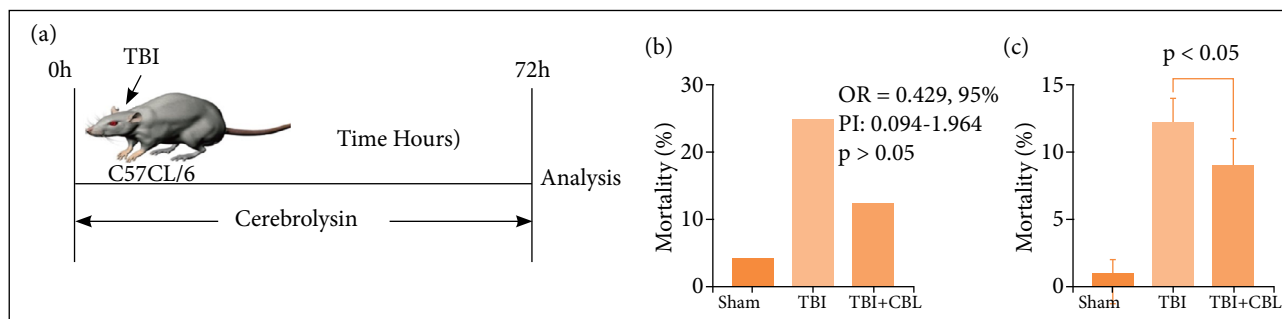 (a)
TBI
0h
72h
Time Hours)
C57CL/6
Analysis
Cerebrolysin
(b)
30
20
10
0
Mortality (%)
OR = 0.429, 95%
PI: 0.094-1.964
p > 0.05
Sham
TBI
TBI+CBL
(c)
p < 0.05
15
10
5
0
Mortality (%)
Sham
TBI
TBI+CBL